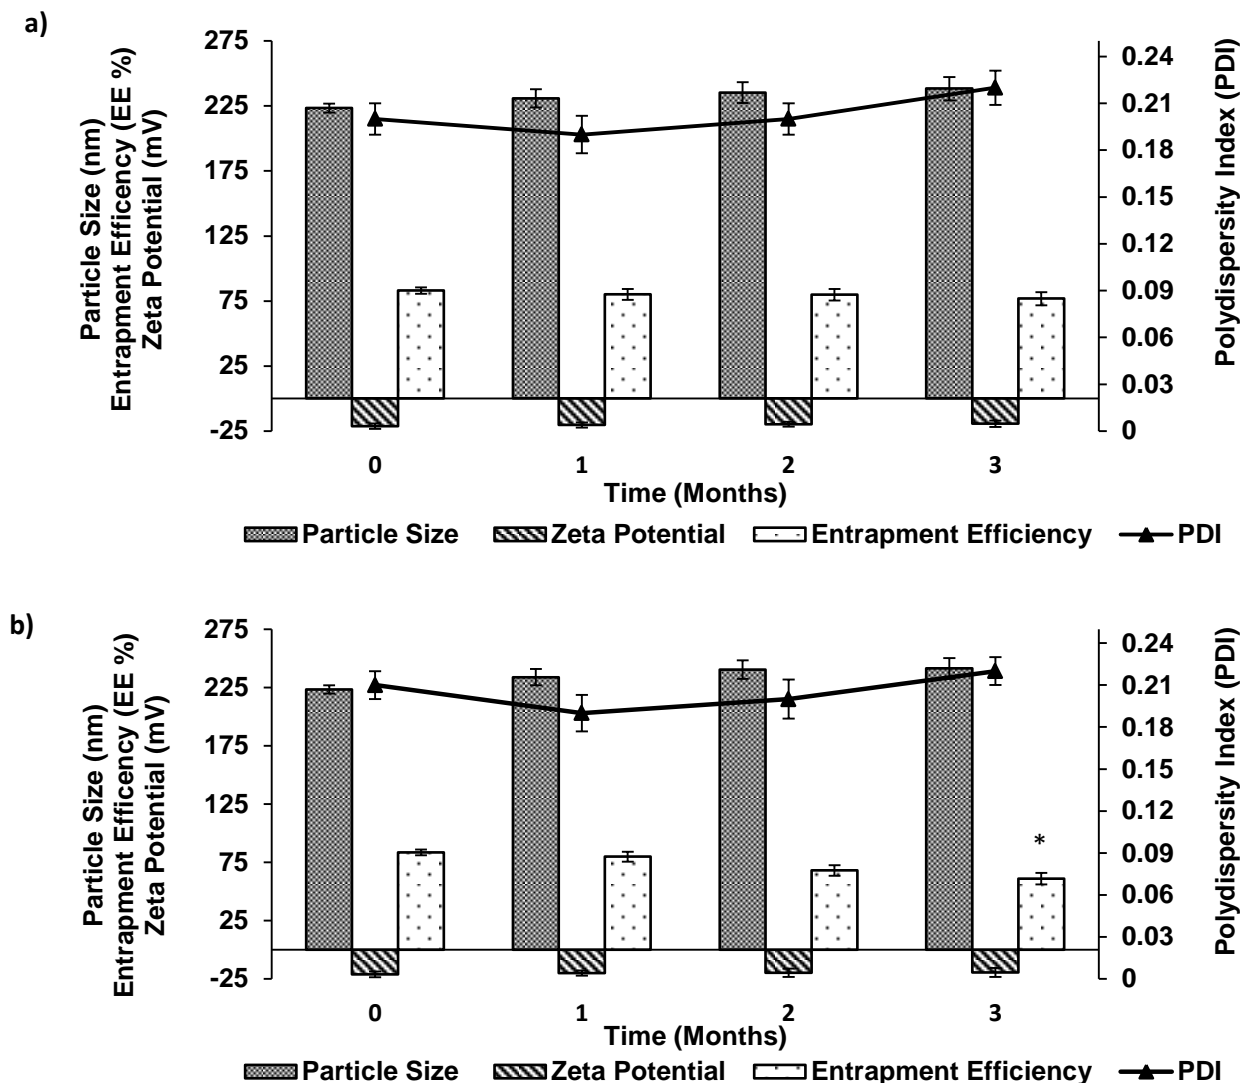 a)
Particle Size (nm)
Entrapment Efficency (EE %)
Zeta Potential (mV)
275
225
175
125
75
25
-25
0.24
0.21
0.18
0.15
0.12
0.09
0.06
0.03
0
Polydispersity Index (PDI)
0 1 2 3
Time (Months)
Particle Size Zeta Potential Entrapment Efficiency PDI
b)
Particle Size (nm)
Entrapment Efficency (EE %)
Zeta Potential (mV)
275
225
175
125
75
25
-25
*
0.24
0.21
0.18
0.15
0.12
0.09
0.06
0.03
0
Polydispersity Index (PDI)
0 1 2 3
Time (Months)
Particle Size Zeta Potential Entrapment Efficiency PDI